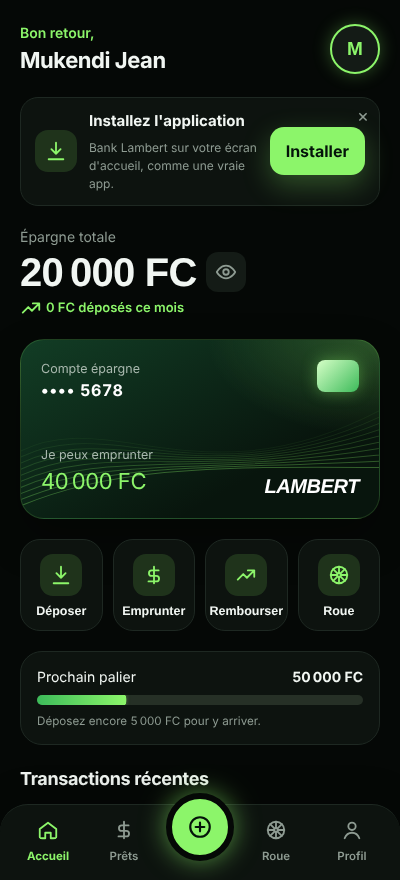 Bon retour,
Mukendi Jean
M
Installez l'application
Bank Lambert sur votre écran
d'accueil, comme une vraie
app.
Installer
Épargne totale
20 000 FC
0 FC déposés ce mois
Compte épargne
•••• 5678
Je peux emprunter
40 000 FC
LAMBERT
Déposer
Emprunter
Rembourser
Roue
Prochain palier
50 000 FC
Déposez encore 5 000 FC pour y arriver.
Transactions récentes
Accueil
Prêts
Roue
Profil